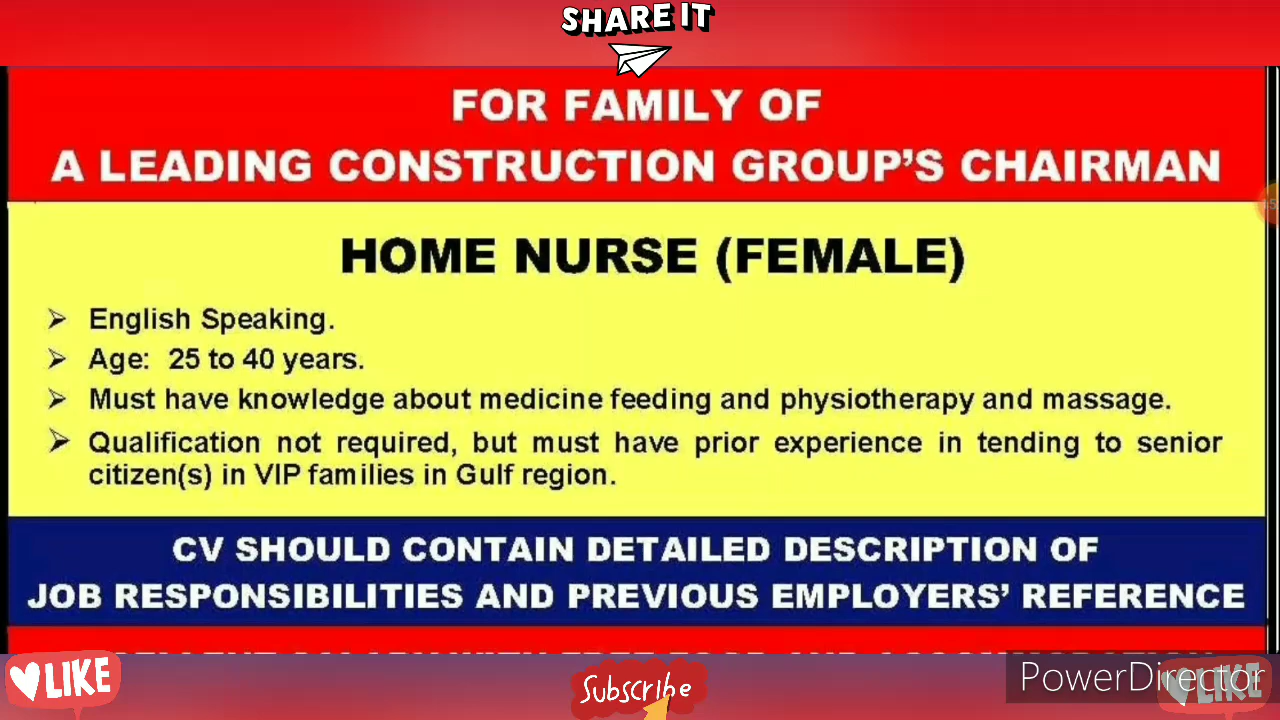 SHARE IT
FOR FAMILY OF
A LEADING CONSTRUCTION GROUP'S CHAIRMAN
HOME NURSE (FEMALE)
➢ English Speaking.
➢ Age: 25 to 40 years.
➢ Must have knowledge about medicine feeding and physiotherapy and massage.
➢ Qualification not required, but must have prior experience in tending to senior
citizen(s) in VIP families in Gulf region.
CV SHOULD CONTAIN DETAILED DESCRIPTION OF
JOB RESPONSIBILITIES AND PREVIOUS EMPLOYERS' REFERENCE
LIKE
Subscribe
PowerDirector
LIKE